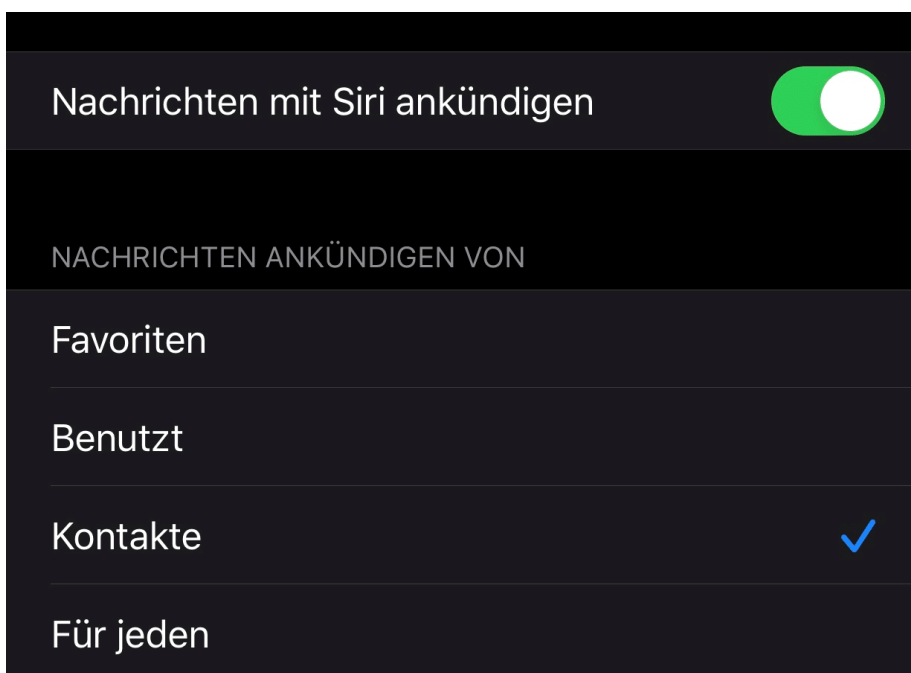 Nachrichten mit Siri ankündigen
NACHRICHTEN ANKÜNDIGEN VON
Favoriten
Benutzt
Kontakte
Für jeden